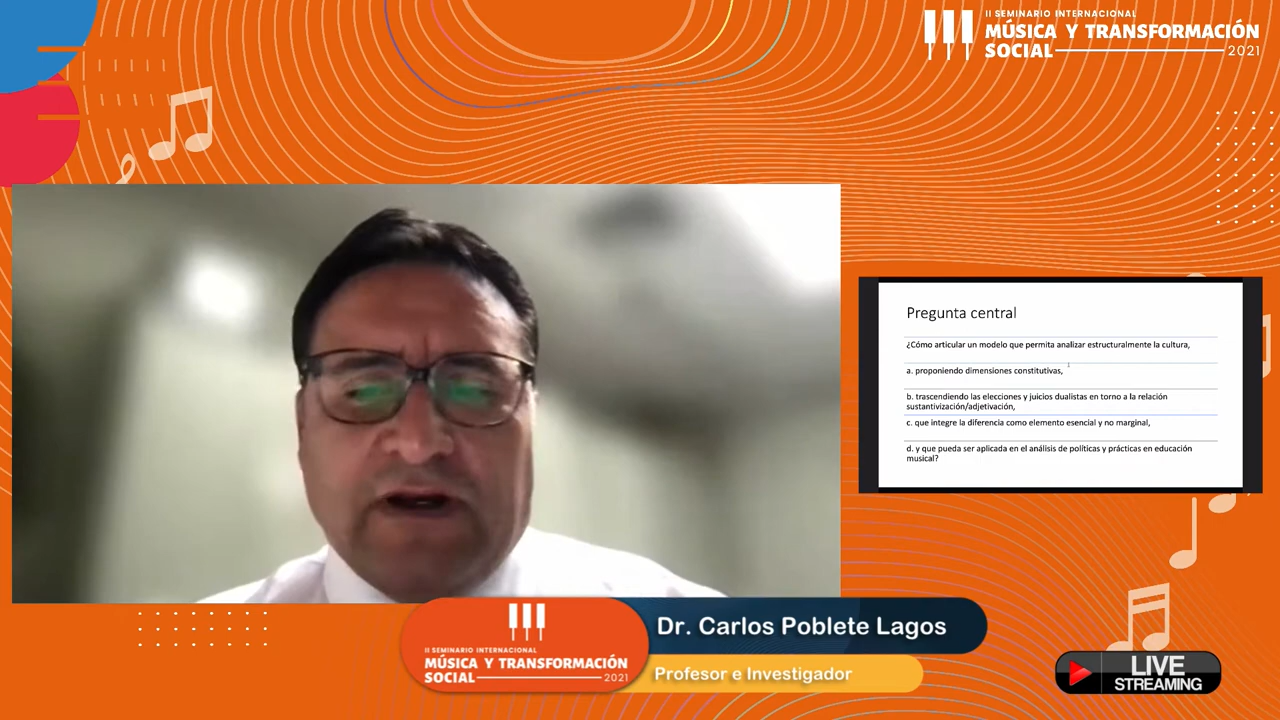 II SEMINARIO INTERNACIONAL
MÚSICA Y TRANSFORMACIÓN
SOCIAL
2021
Pregunta central
¿Cómo articular un modelo que permita analizar estructuralmente la cultura,
a. proponiendo dimensiones constitutivas,
b. trascendiendo las elecciones y juicios dualistas en torno a la relación
sustantivización/adjetivación,
c. que integre la diferencia como elemento esencial y no marginal,
d. y que pueda ser aplicada en el análisis de políticas y prácticas en educación
musical?
II SEMINARIO INTERNACIONAL
MÚSICA Y TRANSFORMACIÓN
SOCIAL
2021
Dr. Carlos Poblete Lagos
Profesor e Investigador
LIVE
STREAMING